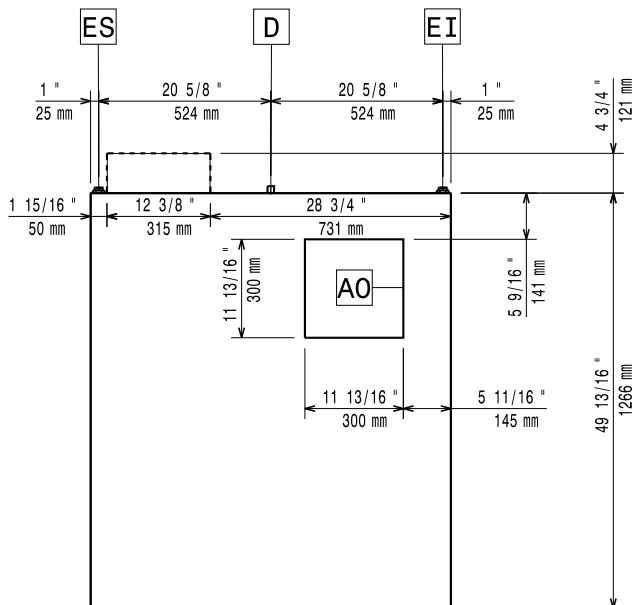 ES
D
EI
1 "
25 mm
20 5/8 "
524 mm
20 5/8 "
524 mm
1 "
25 mm
4 3/4 "
121 mm
1 15/16 "
50 mm
12 3/8 "
315 mm
28 3/4 "
731 mm
11 13/16 "
300 mm
AO
5 9/16 "
141 mm
11 13/16 "
300 mm
5 11/16 "
145 mm
49 13/16 "
1266 mm